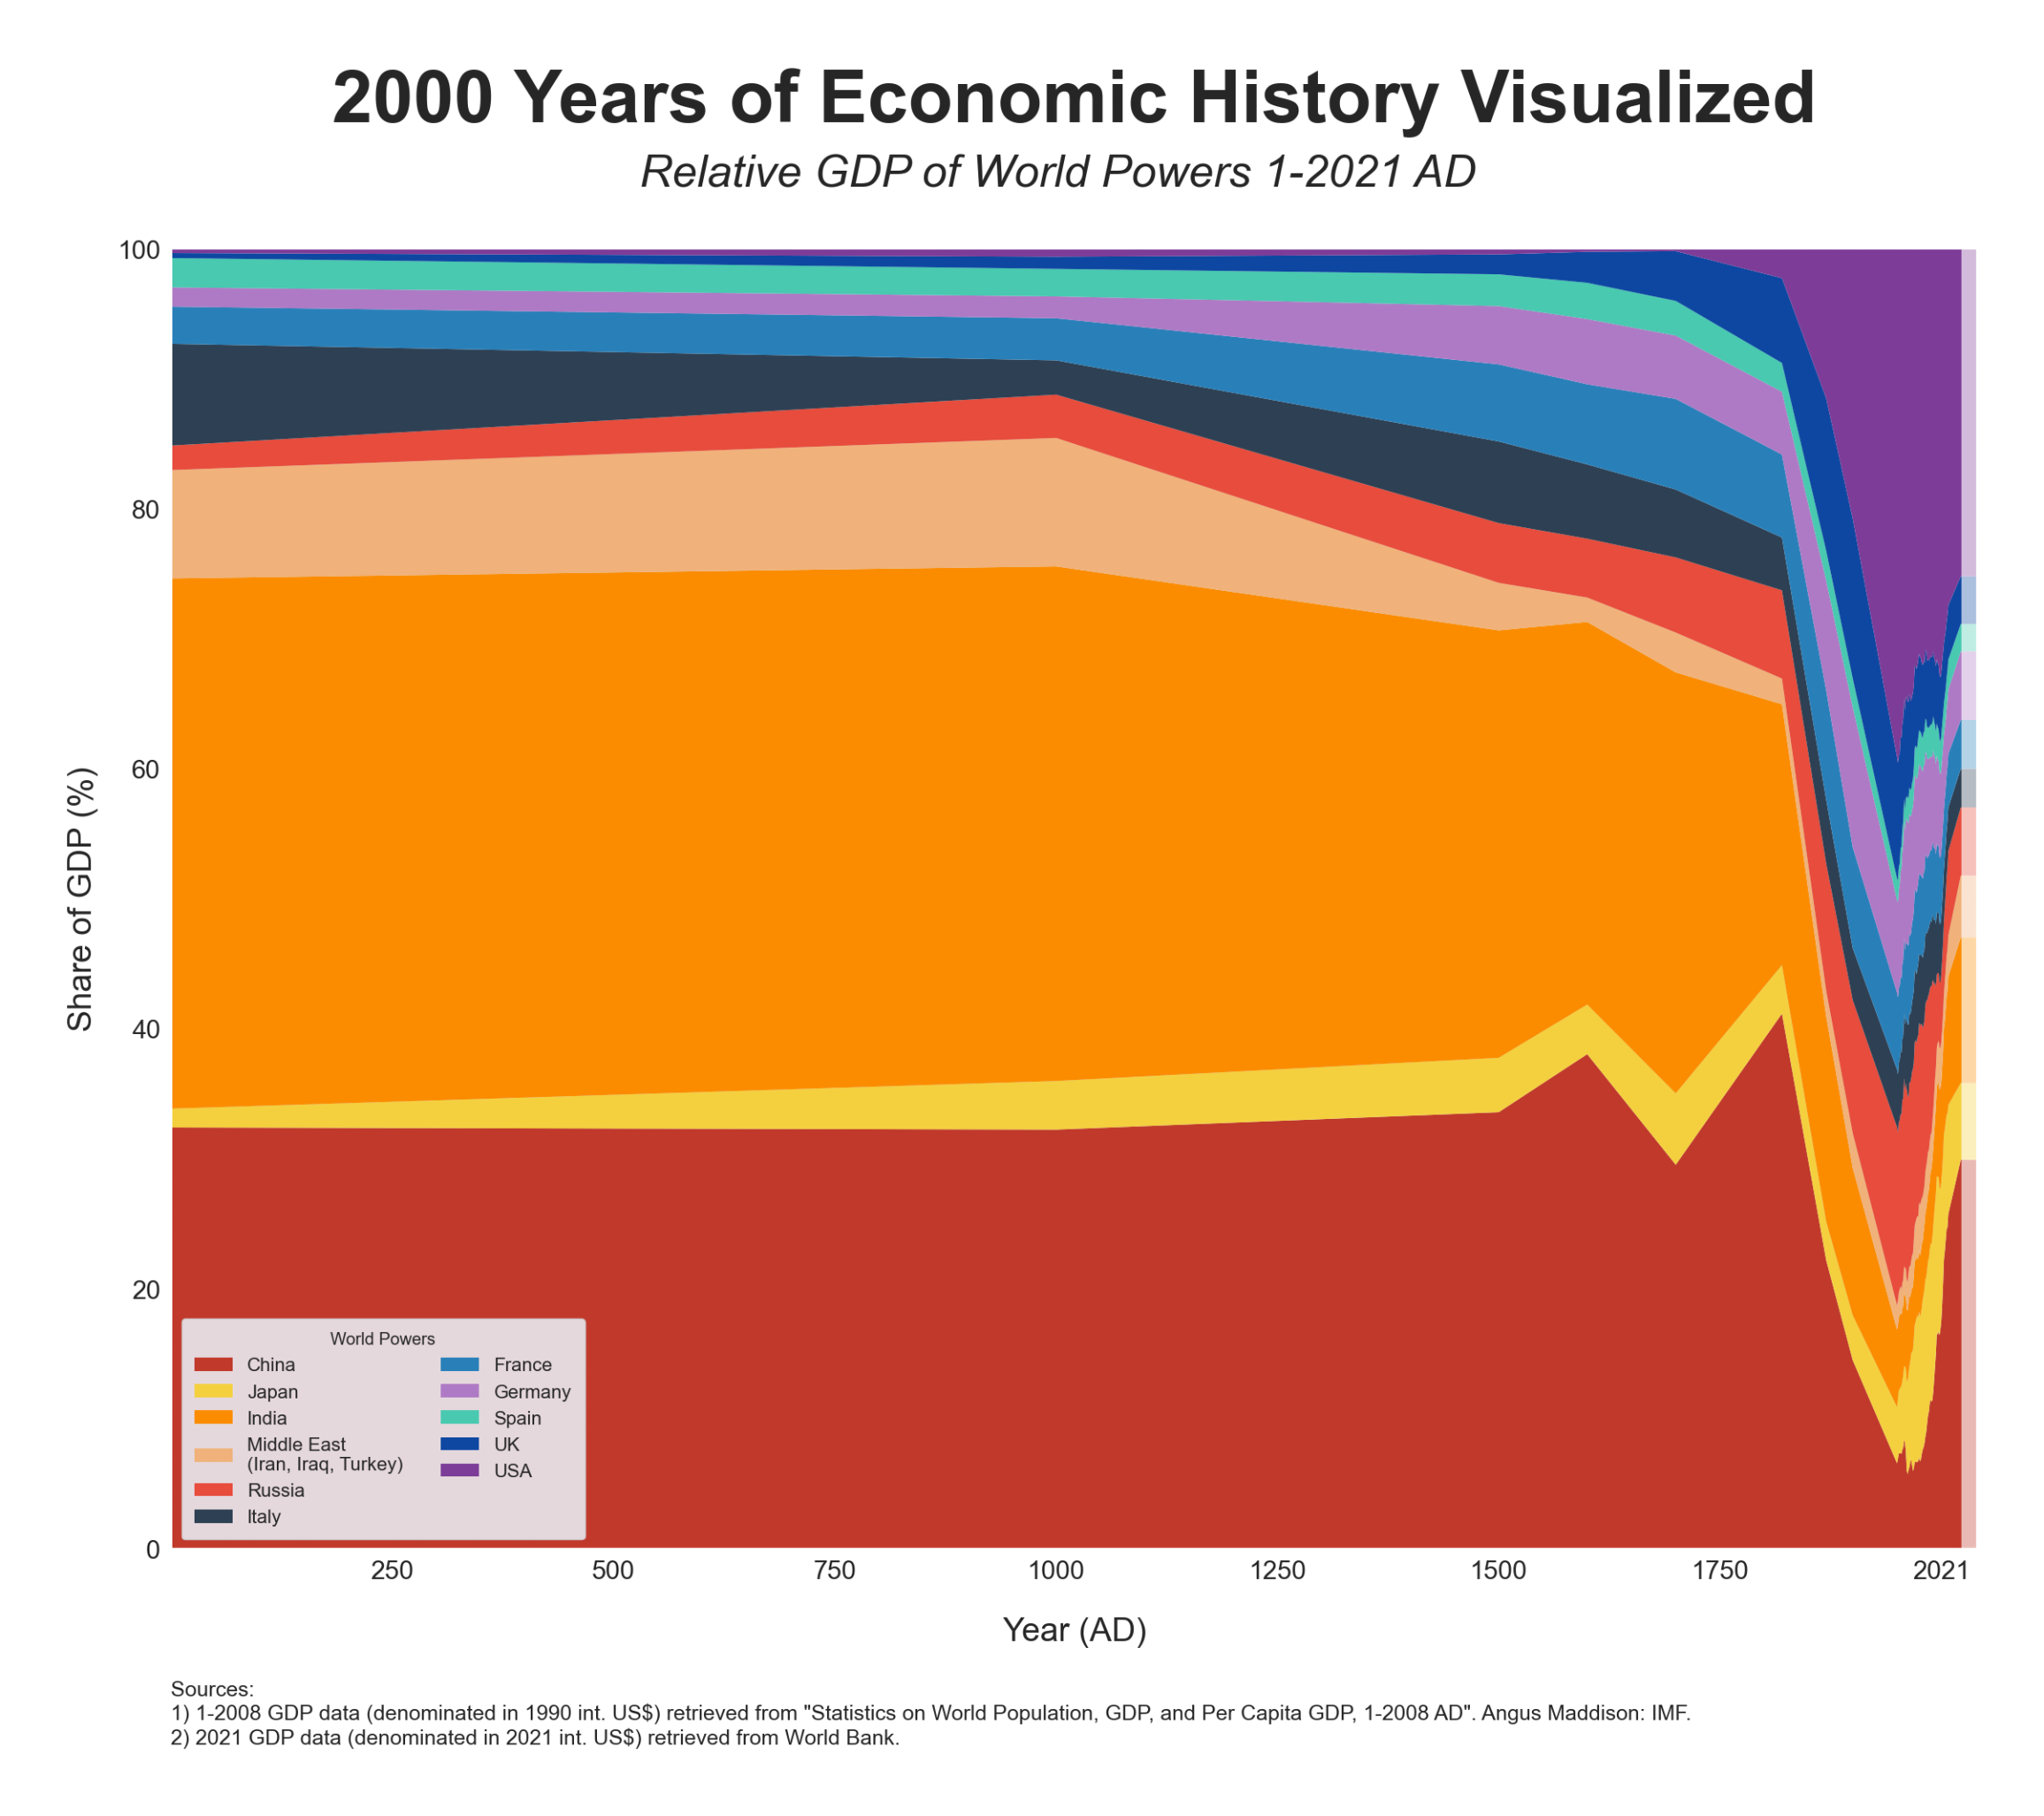 2000 Years of Economic History Visualized
Relative GDP of World Powers 1-2021 AD
100
80
60
40
20
0
Share of GDP (%)
World Powers
China
Japan
India
Middle East
(Iran, Iraq, Turkey)
Russia
Italy
France
Germany
Spain
UK
USA
250
500
750
1000
1250
1500
1750
2021
Year (AD)
Sources:
1) 1-2008 GDP data (denominated in 1990 int. US$) retrieved from "Statistics on World Population, GDP, and Per Capita GDP, 1-2008 AD". Angus Maddison: IMF.
2) 2021 GDP data (denominated in 2021 int. US$) retrieved from World Bank.